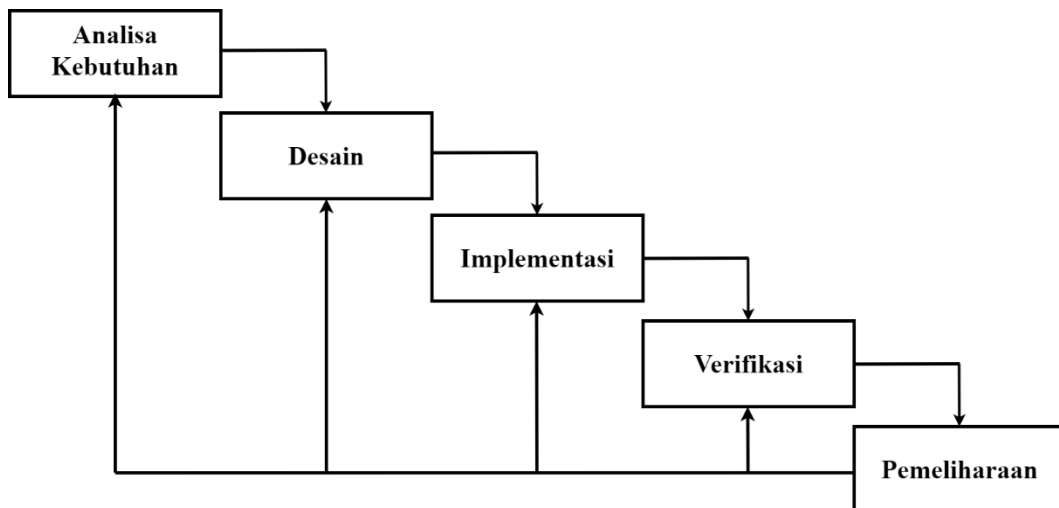 Analisa
Kebutuhan
Desain
Implementasi
Verifikasi
Pemeliharaan